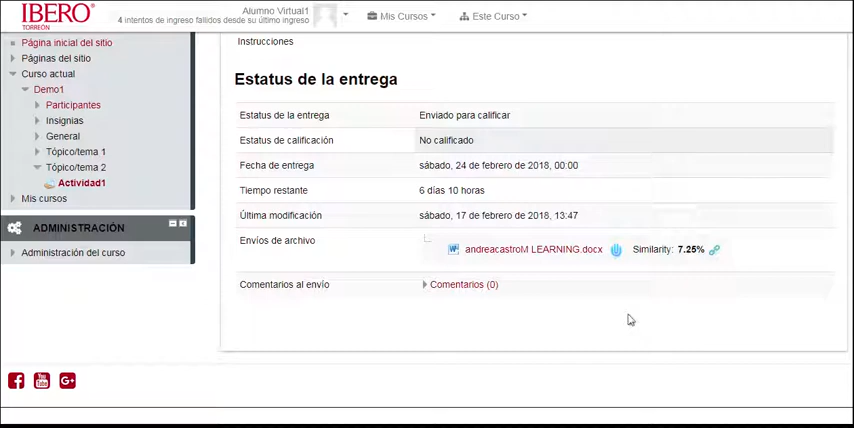 IBERO®
TORREÓN
Alumno Virtual1
4 intentos de ingreso fallidos desde su último ingreso
Mis Cursos
Este Curso
Página inicial del sitio
Páginas del sitio
Curso actual
Demo1
Participantes
Insignias
General
Tópico/tema 1
Tópico/tema 2
Actividad1
Mis cursos
ADMINISTRACIÓN
Administración del curso
Instrucciones
Estatus de la entrega
Estatus de la entrega Enviado para calificar
Estatus de calificación No calificado
Fecha de entrega sábado, 24 de febrero de 2018, 00:00
Tiempo restante 6 días 10 horas
Última modificación sábado, 17 de febrero de 2018, 13:47
Envíos de archivo andreacastroM LEARNING.docx Similarity: 7.25%
Comentarios al envío Comentarios (0)
f You Tube G+